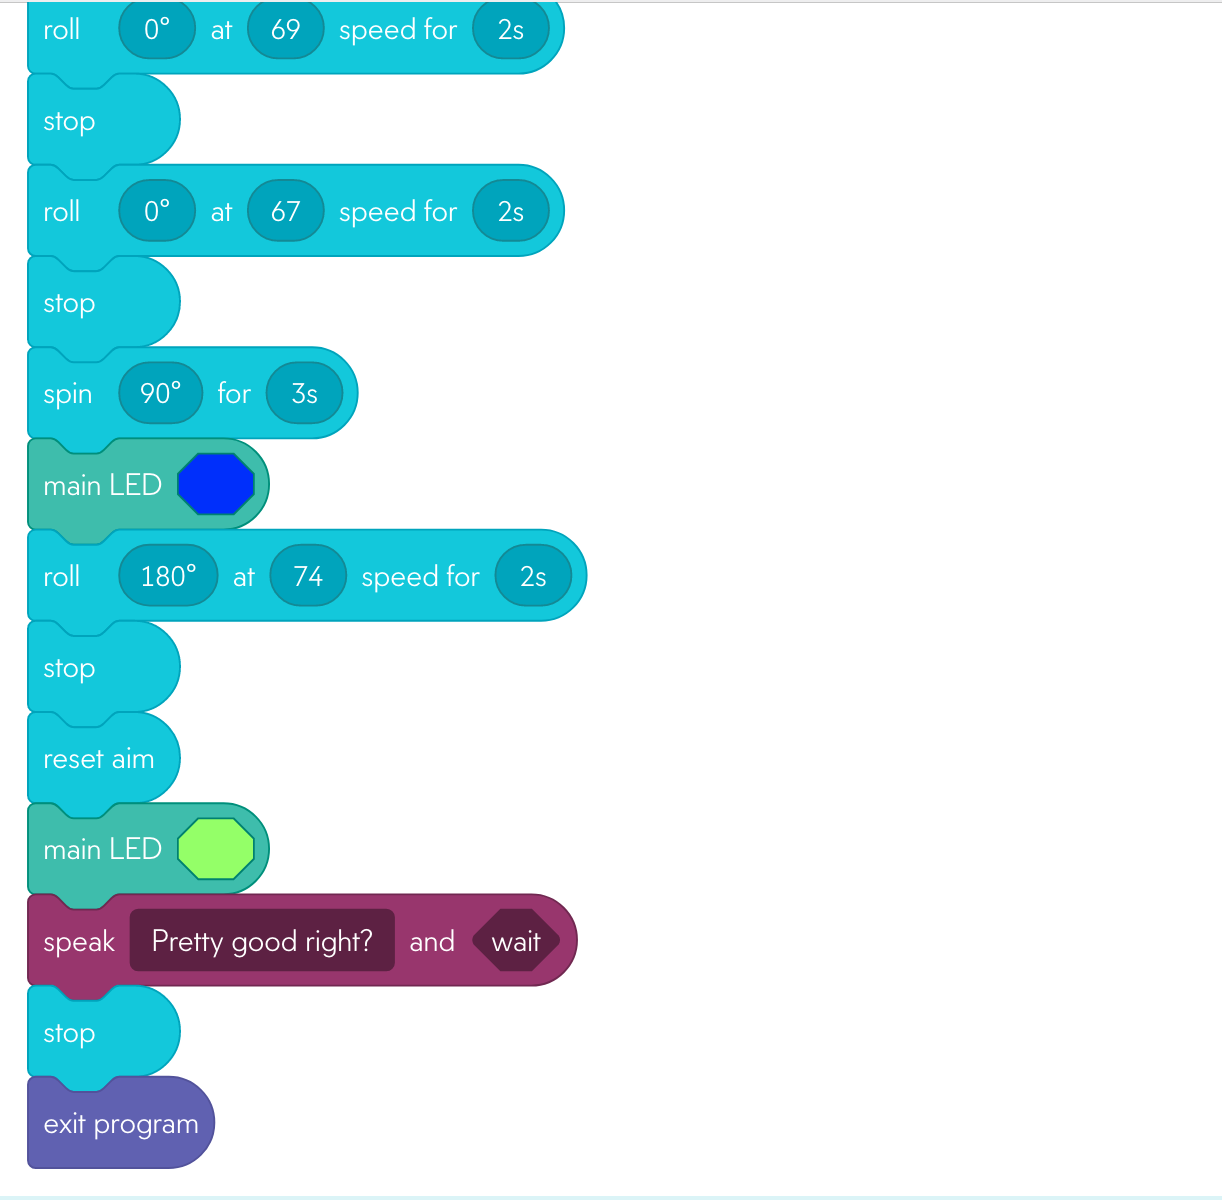 roll 0° at 69 speed for 2s
stop
roll 0° at 67 speed for 2s
stop
spin 90° for 3s
main LED
roll 180° at 74 speed for 2s
stop
reset aim
main LED
speak Pretty good right? and wait
stop
exit program